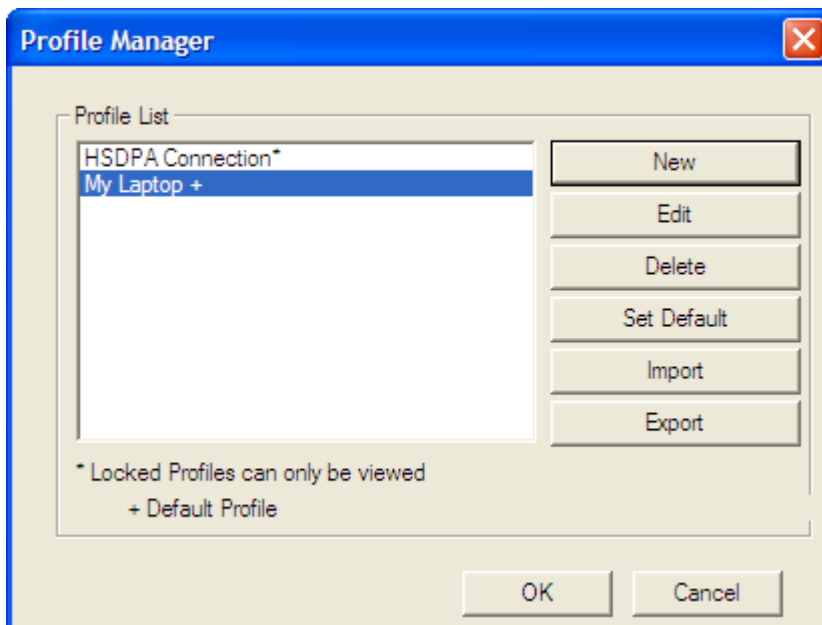 Profile Manager
Profile List
HSDPA Connection*
My Laptop +
New
Edit
Delete
Set Default
Import
Export
* Locked Profiles can only be viewed
+ Default Profile
OK
Cancel